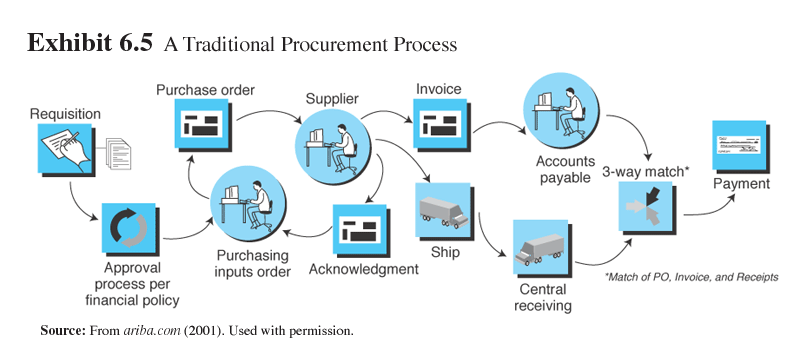 Exhibit 6.5 A Traditional Procurement Process
Requisition
Approval
process per
financial policy
Purchase order
Purchasing
inputs order
Supplier
Acknowledgment
Invoice
Ship
Accounts
payable
Central
receiving
3-way match*
Payment
*Match of PO, Invoice, and Receipts
Source: From ariba.com (2001). Used with permission.